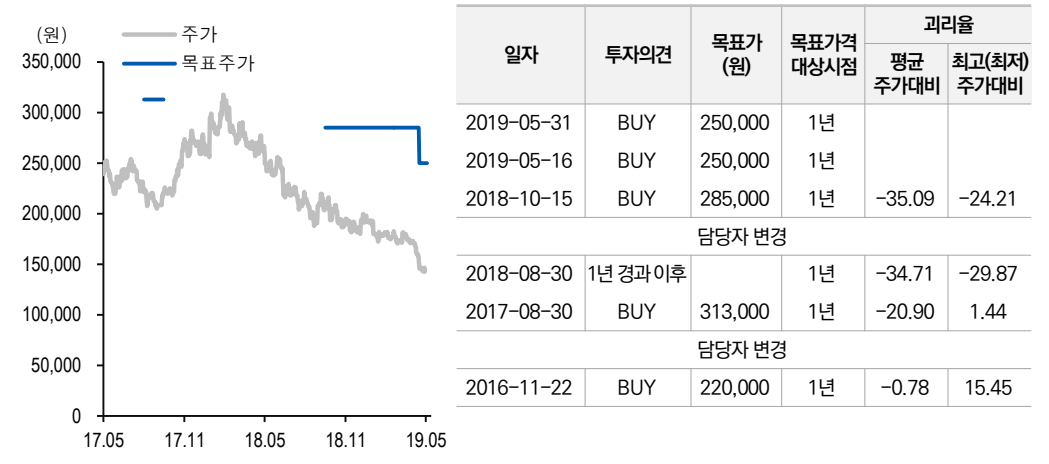 (원)
주가
목표주가
350,000
300,000
250,000
200,000
150,000
100,000
50,000
0
17.05 17.11 18.05 18.11 19.05
일자 투자의견 목표가 (원) 목표가격 대상시점 괴리율
평균 주가대비 최고(최저) 주가대비
2019-05-31 BUY 250,000 1년
2019-05-16 BUY 250,000 1년
2018-10-15 BUY 285,000 1년 -35.09 -24.21
담당자 변경
2018-08-30 1년 경과 이후 1년 -34.71 -29.87
2017-08-30 BUY 313,000 1년 -20.90 1.44
담당자 변경
2016-11-22 BUY 220,000 1년 -0.78 15.45